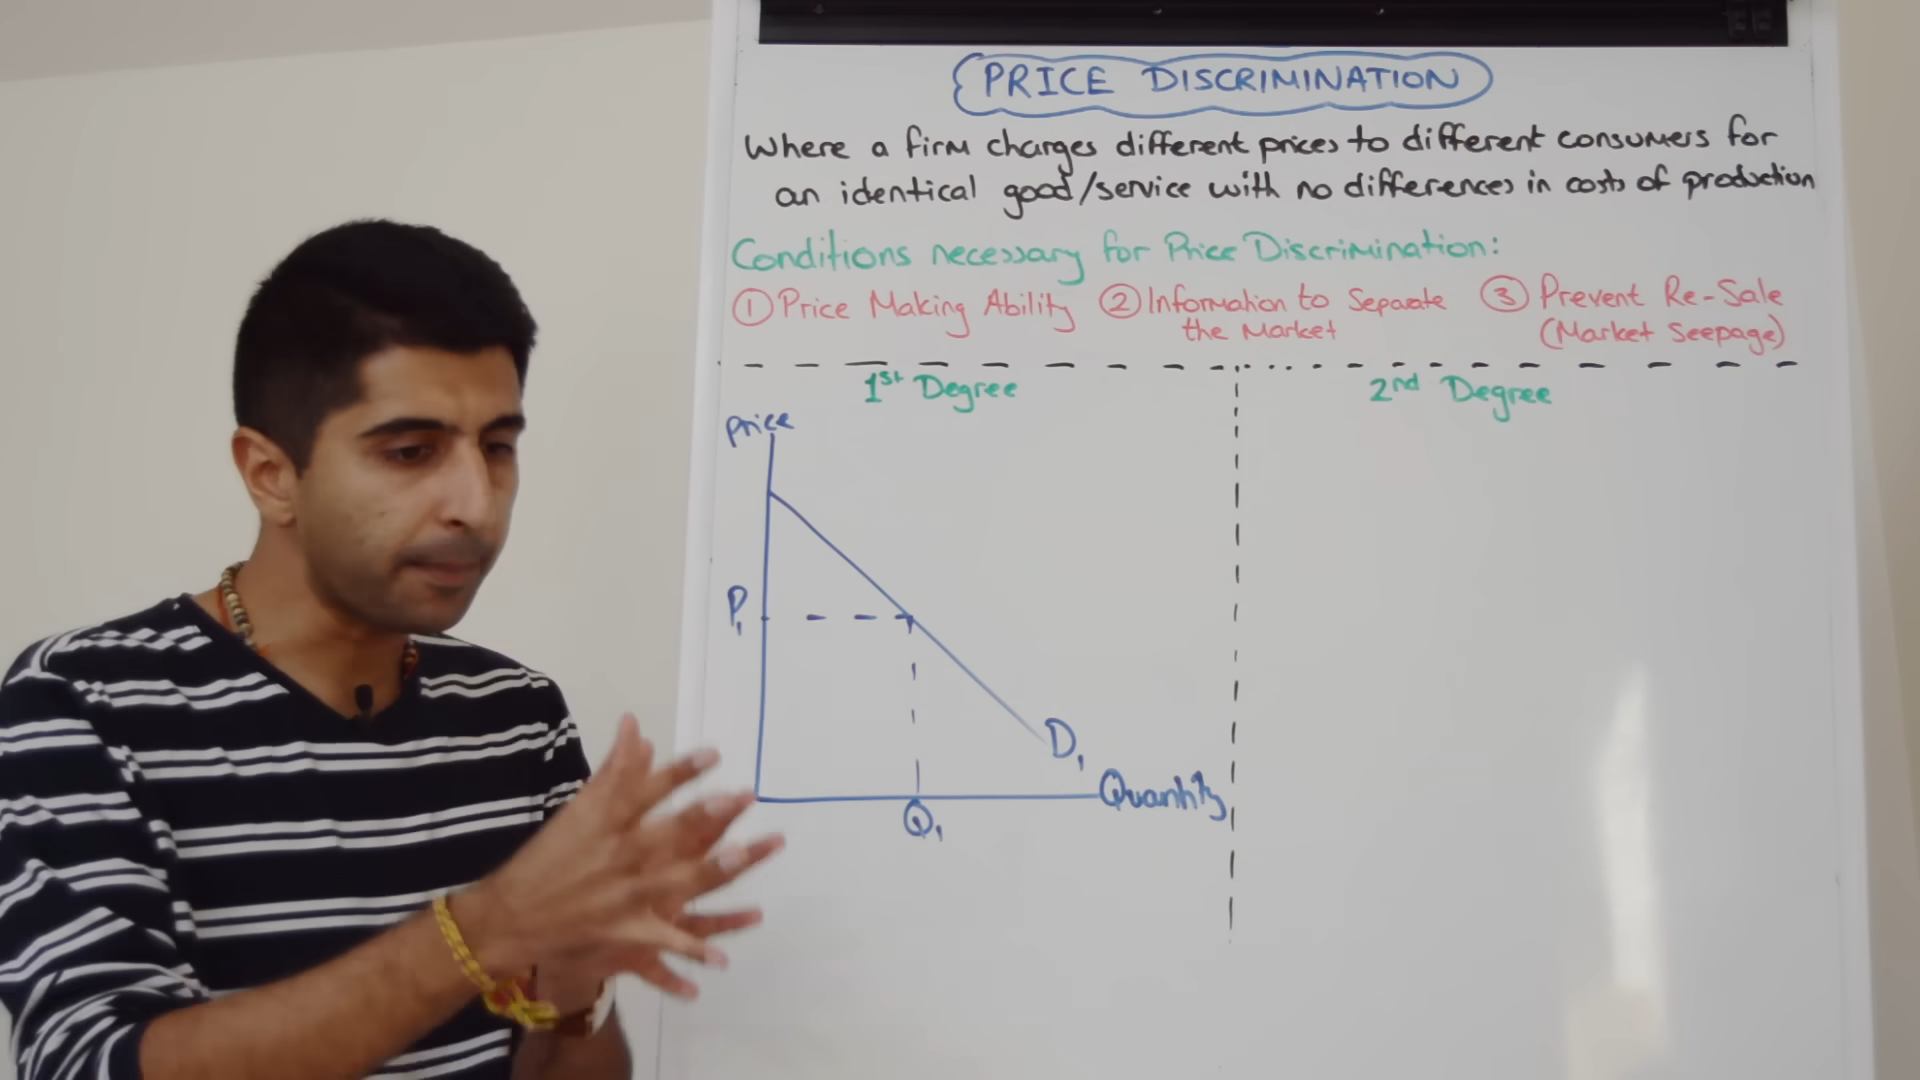 PRICE DISCRIMINATION
Where a firm charges different prices to different consumers for
an identical good/service with no differences in costs of production
Conditions necessary for Price Discrimination:
① Price Making Ability ② Information to Separate the Market ③ Prevent Re-Sale (Market Seepage)
1st Degree
2nd Degree
Price
P1
D1
Quantity
Q1